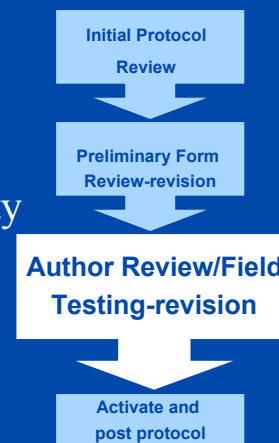 Initial Protocol
Review
Preliminary Form
Review-revision
Author Review/Field
Testing-revision
Activate and
post protocol